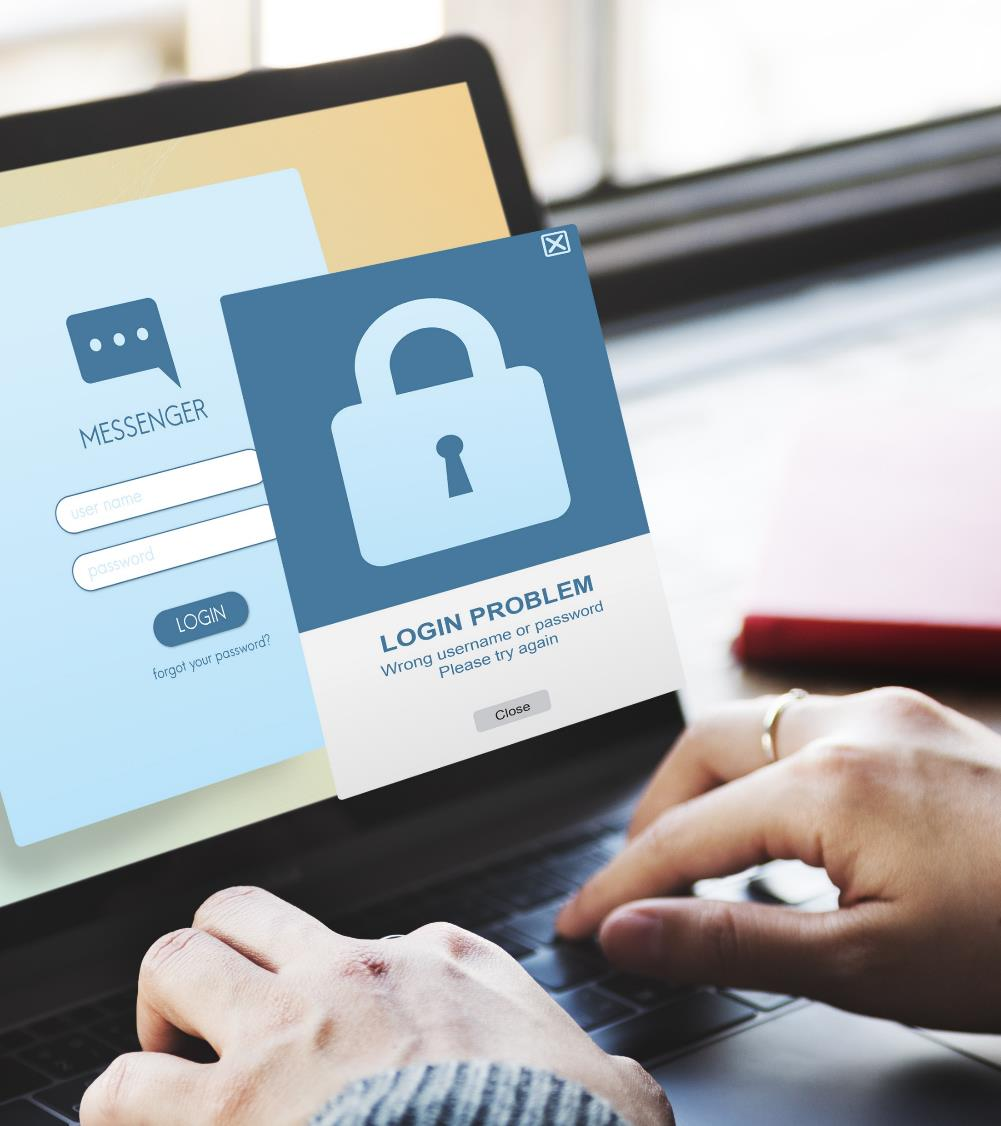 MESSENGER
user name
password
LOGIN
forgot your password?
LOGIN PROBLEM
Wrong username or password
Please try again
Close